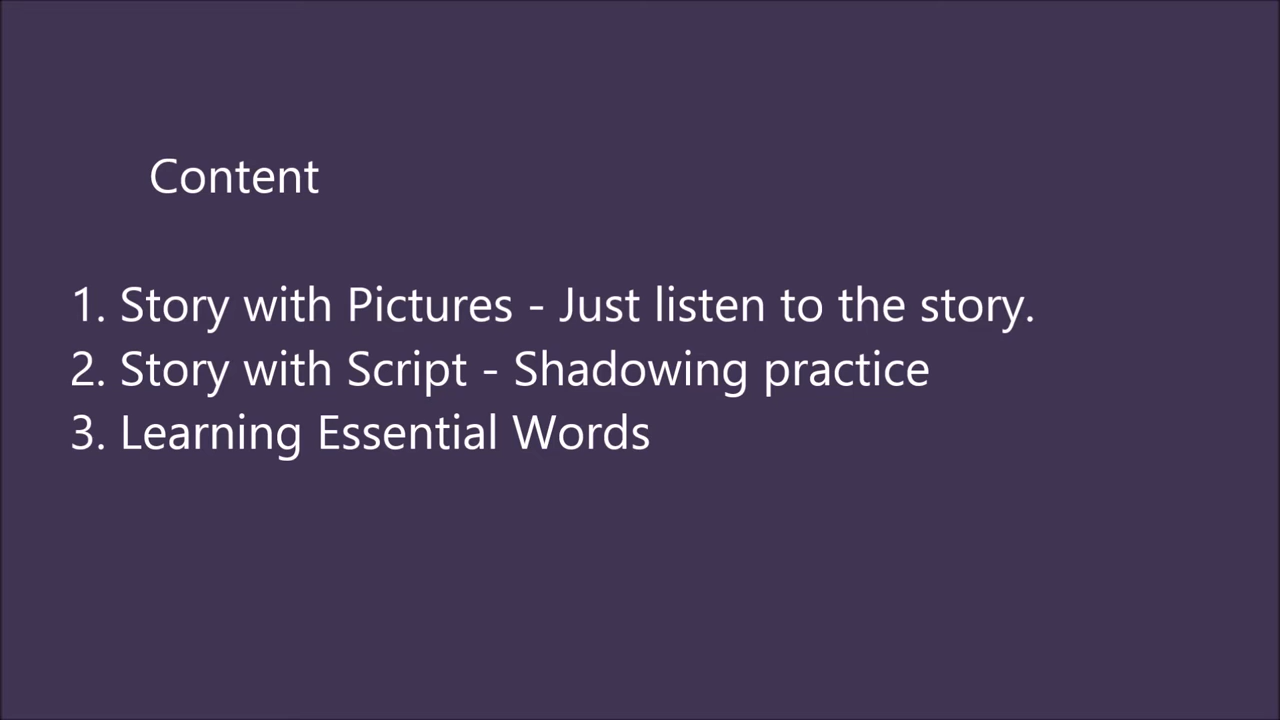 Content
1. Story with Pictures - Just listen to the story.
2. Story with Script - Shadowing practice
3. Learning Essential Words